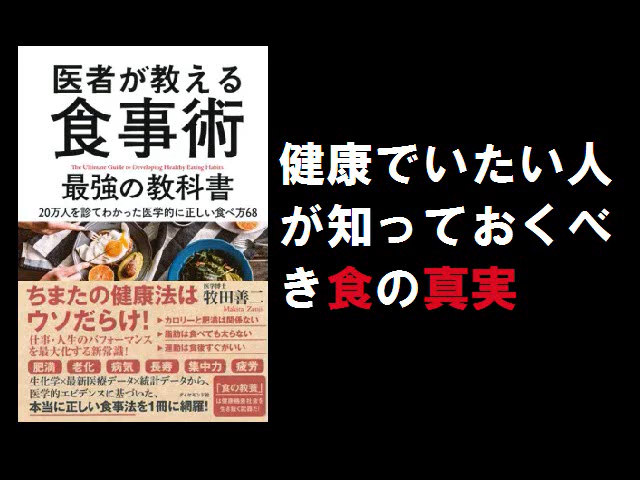 医者が教える
食事術
The Ultimate Guide to Developing Healthy Eating Habits
最強の教科書
20万人を診てわかった医学的に正しい食べ方68
医学博士
牧田善二
Makita Zenji
ちまたの健康法は
ウソだらけ!
仕事・人生のパフォーマンス
を最大化する新常識!
▶カロリーと肥満は関係ない
▶脂肪は食べても太らない
▶運動は食後すぐがいい
肥満 老化 病気 長寿 集中力 疲労
生化学×最新医療データ×統計データから、
医学的エビデンスに基づいた、
本当に正しい食事法を1冊に網羅!
「食の教養」
健康でいたい人
が知っておくべ
き食の真実